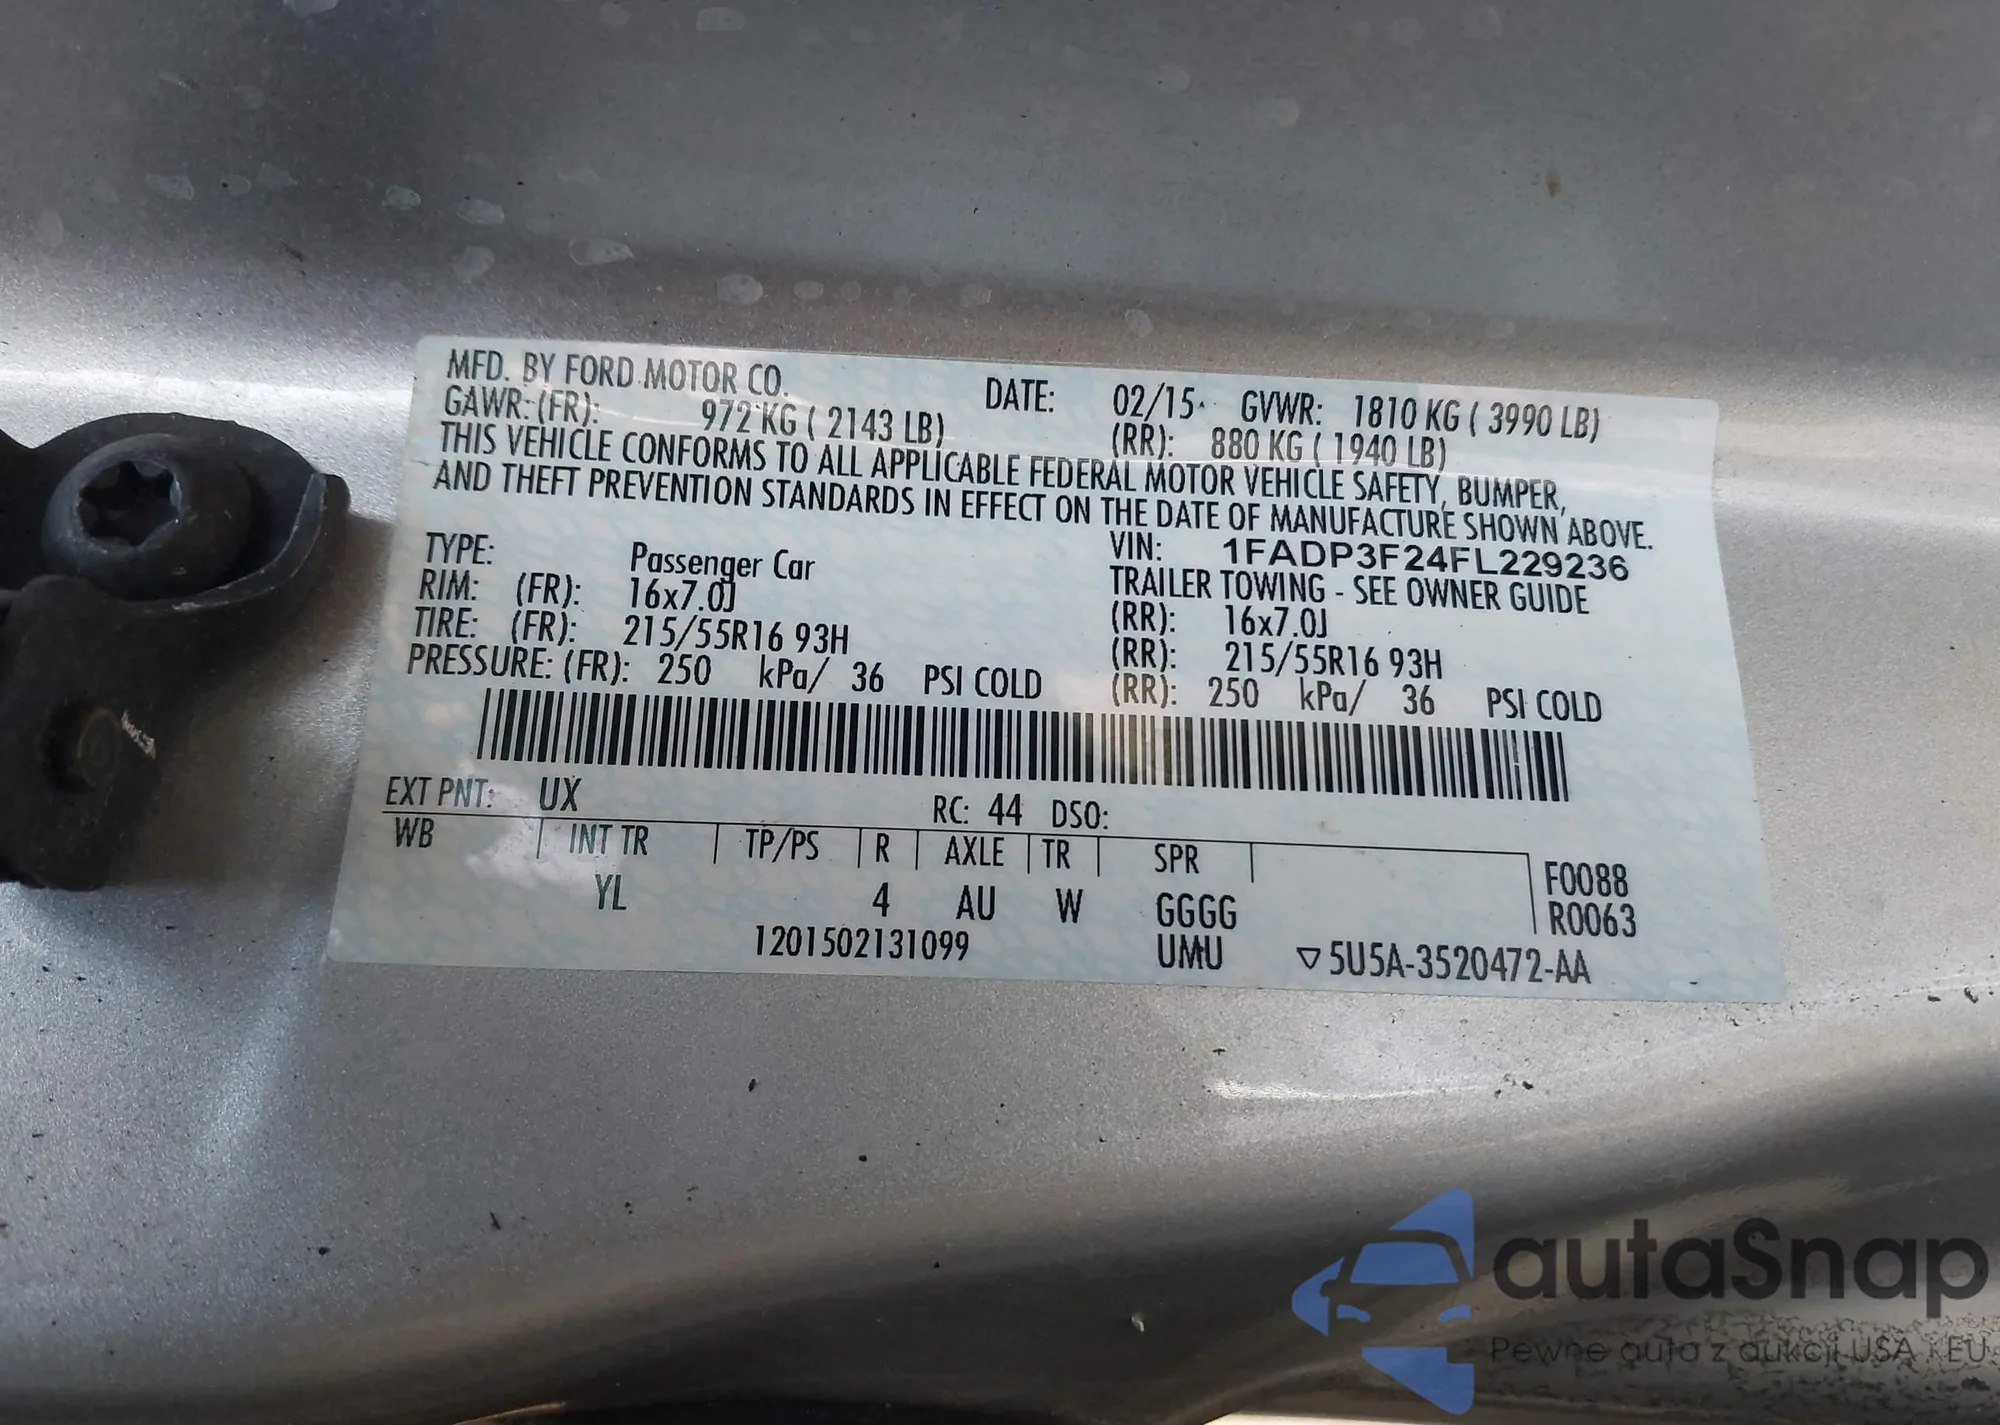 MFD. BY FORD MOTOR CO. DATE: 02/15 GVWR: 1810 KG ( 3990 LB)
GAWR: (FR): 972 KG ( 2143 LB) (RR): 880 KG ( 1940 LB)
THIS VEHICLE CONFORMS TO ALL APPLICABLE FEDERAL MOTOR VEHICLE SAFETY, BUMPER,
AND THEFT PREVENTION STANDARDS IN EFFECT ON THE DATE OF MANUFACTURE SHOWN ABOVE.
VIN: 1FADP3F24FL229236
TYPE: Passenger Car TRAILER TOWING - SEE OWNER GUIDE
RIM: (FR): 16x7.0J (RR): 16x7.0J
TIRE: (FR): 215/55R16 93H (RR): 215/55R16 93H
PRESSURE: (FR): 250 kPa/ 36 PSI COLD (RR): 250 kPa/ 36 PSI COLD
EXT PNT: UX RC: 44 DSO:
WB | INT TR | TP/PS | R | AXLE | TR | SPR | F0088
YL 4 AU W GGGG R0063
1201502131099 UMU ▽5U5A-3520472-AA
autaSnap
Pewne auta z aukcji USA i EU